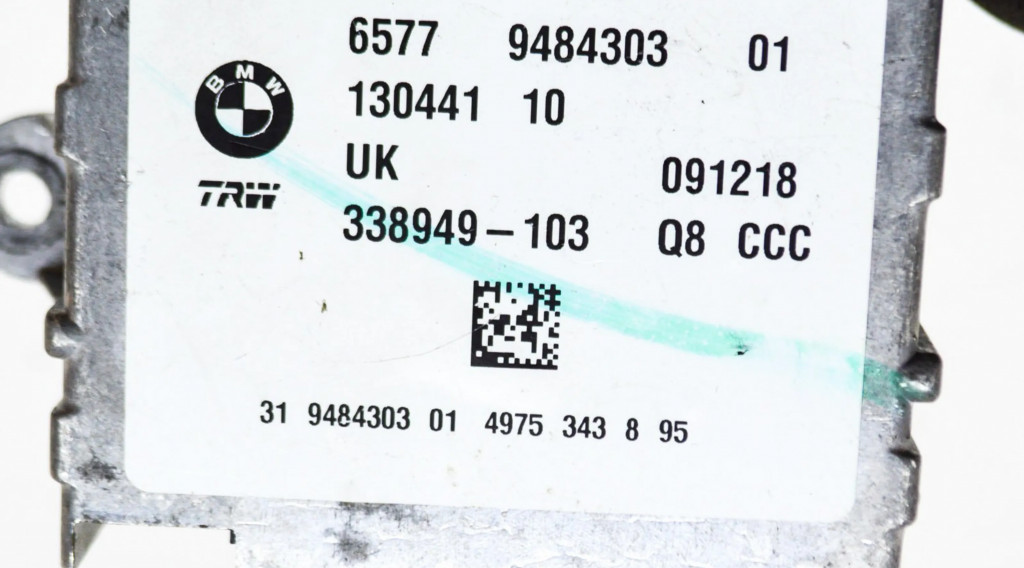 6577 9484303 01
BMW
130441 10
UK 091218
TRW
338949-103 Q8 CCC
31 9484303 01 4975 343 8 95